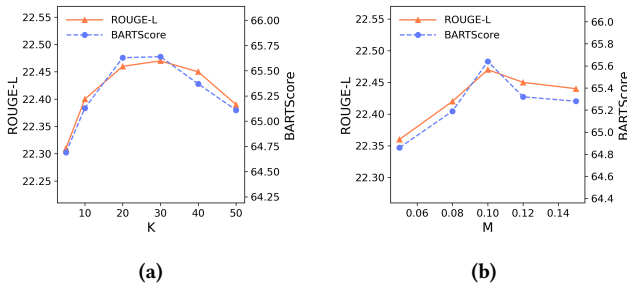 ROUGE-L
BARTScore
22.55
22.50
22.45
22.40
22.35
22.30
22.25
ROUGE-L
66.00
65.75
65.50
65.25
65.00
64.75
64.50
64.25
BARTScore
10 20 30 40 50
K
(a)
ROUGE-L
BARTScore
22.55
22.50
22.45
22.40
22.35
22.30
ROUGE-L
66.0
65.8
65.6
65.4
65.2
65.0
64.8
64.6
64.4
BARTScore
0.06 0.08 0.10 0.12 0.14
M
(b)